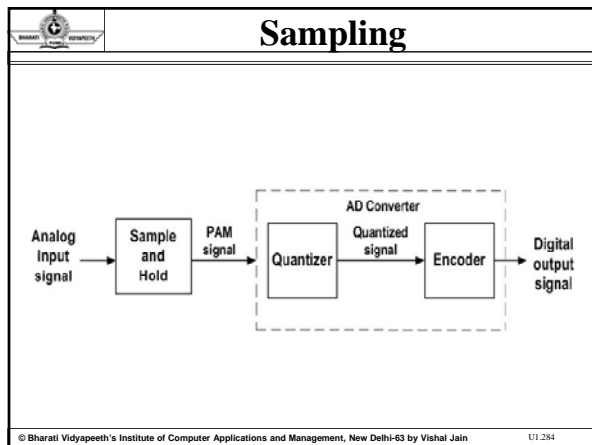 BHARATI
VIDYAPEETH
PUNE
Sampling
AD Converter
Analog
Input
signal
Sample
and
Hold
PAM
signal
Quantizer
Quantized
signal
Encoder
Digital
output
signal
© Bharati Vidyapeeth's Institute of Computer Applications and Management, New Delhi-63 by Vishal Jain
U1.284